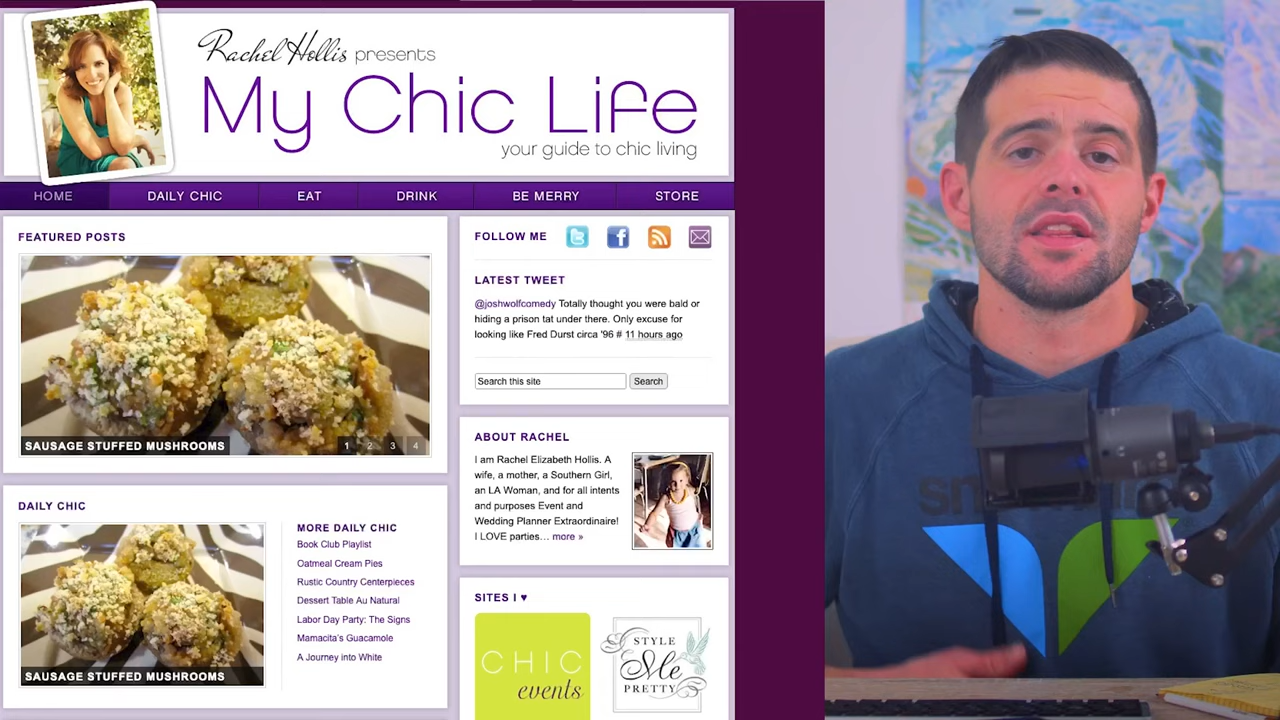 Rachel Hollis presents
My Chic Life
your guide to chic living
HOME DAILY CHIC EAT DRINK BE MERRY STORE
FEATURED POSTS
SAUSAGE STUFFED MUSHROOMS
1 2 3 4
DAILY CHIC
SAUSAGE STUFFED MUSHROOMS
MORE DAILY CHIC
Book Club Playlist
Oatmeal Cream Pies
Rustic Country Centerpieces
Dessert Table Au Natural
Labor Day Party: The Signs
Mamacita's Guacamole
A Journey into White
FOLLOW ME
LATEST TWEET
@joshwolfcomedy Totally thought you were bald or
hiding a prison tat under there. Only excuse for
looking like Fred Durst circa '96 # 11 hours ago
Search this site Search
ABOUT RACHEL
I am Rachel Elizabeth Hollis. A
wife, a mother, a Southern Girl,
an LA Woman, and for all intents
and purposes Event and
Wedding Planner Extraordinaire!
I LOVE parties… more »
SITES I ♥
CHIC
events
STYLE
Me
PRETTY